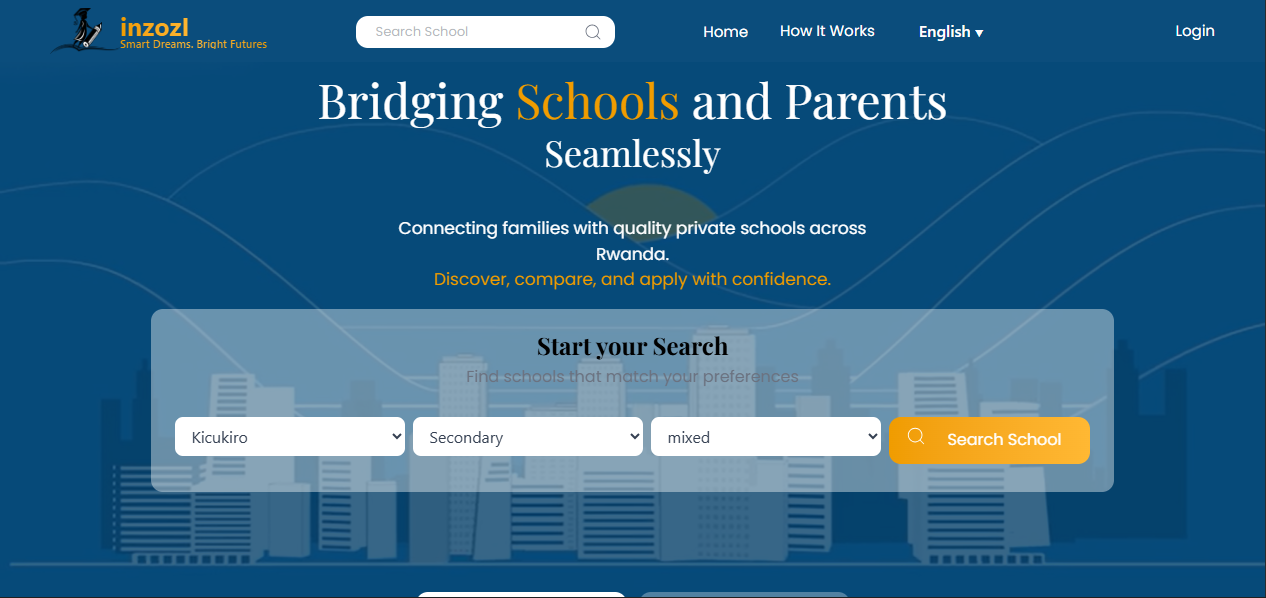 inzozI
Smart Dreams. Bright Futures
Search School
Home
How It Works
English ▾
Login
Bridging Schools and Parents
Seamlessly
Connecting families with quality private schools across
Rwanda.
Discover, compare, and apply with confidence.
Start your Search
Find schools that match your preferences
Kicukiro
Secondary
mixed
Search School